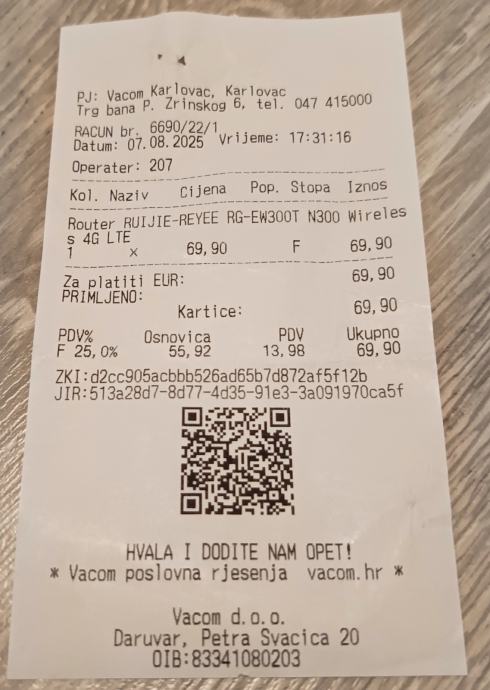 PJ: Vacom Karlovac, Karlovac
Trg bana P. Zrinskog 6, tel. 047 415000
RACUN br. 6690/22/1
Datum: 07.08.2025 Vrijeme: 17:31:16
Operater: 207
Kol. Naziv Cijena Pop. Stopa Iznos
Router RUIJIE-REYEE RG-EW300T N300 Wireles
s 4G LTE
1 x 69,90 F 69,90
Za platiti EUR: 69,90
PRIMLJENO:
Kartice: 69,90
PDV% Osnovica PDV Ukupno
F 25,0% 55,92 13,98 69,90
ZKI:d2cc905acbbb526ad65b7d872af5f12b
JIR:513a28d7-8d77-4d35-91e3-3a091970ca5f
HVALA I DODITE NAM OPET!
* Vacom poslovna rjesenja vacom.hr *
Vacom d.o.o.
Daruvar, Petra Svacica 20
OIB:83341080203